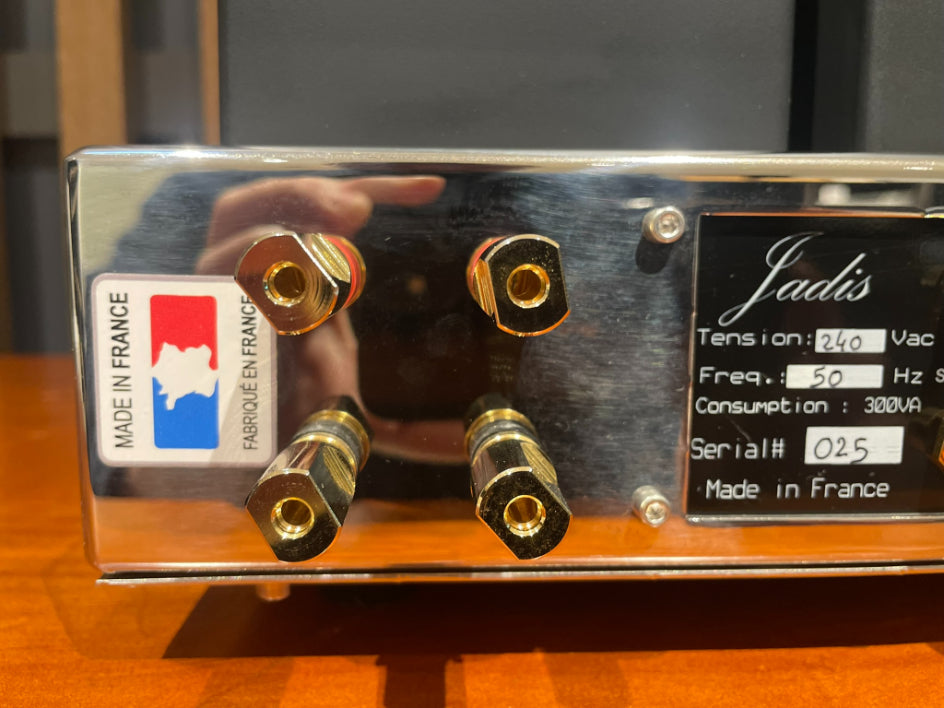 MADE IN FRANCE
FABRIQUÉ EN FRANCE
Jadis
Tension: 240 Vac
Freq.: 50 Hz S
Consumption : 300VA
Serial# 025
Made in France